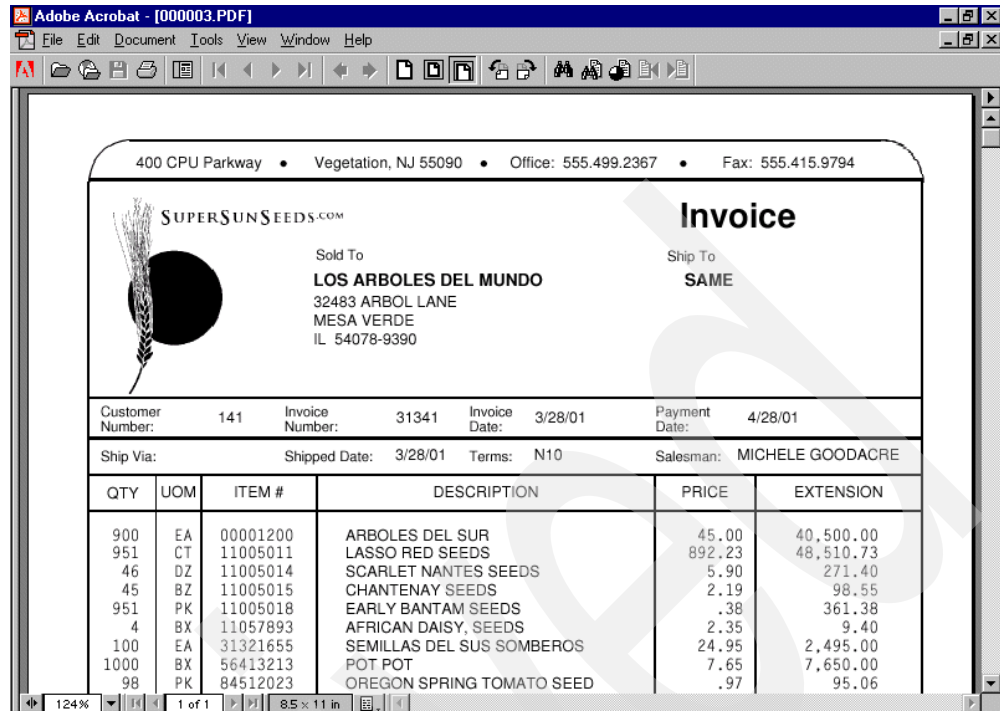 Adobe Acrobat - [000003.PDF]
File Edit Document Tools View Window Help
400 CPU Parkway • Vegetation, NJ 55090 • Office: 555.499.2367 • Fax: 555.415.9794
SUPERSUNSEEDS.COM
Invoice
Sold To
Ship To
LOS ARBOLES DEL MUNDO
SAME
32483 ARBOL LANE
MESA VERDE
IL 54078-9390
Customer Number: 141 Invoice Number: 31341 Invoice Date: 3/28/01 Payment Date: 4/28/01
Ship Via: Shipped Date: 3/28/01 Terms: N10 Salesman: MICHELE GOODACRE
QTY UOM ITEM # DESCRIPTION PRICE EXTENSION
900 EA 00001200 ARBOLES DEL SUR 45.00 40,500.00
951 CT 11005011 LASSO RED SEEDS 892.23 48,510.73
46 DZ 11005014 SCARLET NANTES SEEDS 5.90 271.40
45 BZ 11005015 CHANTENAY SEEDS 2.19 98.55
951 PK 11005018 EARLY BANTAM SEEDS .38 361.38
4 BX 11057893 AFRICAN DAISY, SEEDS 2.35 9.40
100 EA 31321655 SEMILLAS DEL SUS SOMBEROS 24.95 2,495.00
1000 BX 56413213 POT POT 7.65 7,650.00
98 PK 84512023 OREGON SPRING TOMATO SEED .97 95.06
124% 1 of 1 8.5 x 11 in